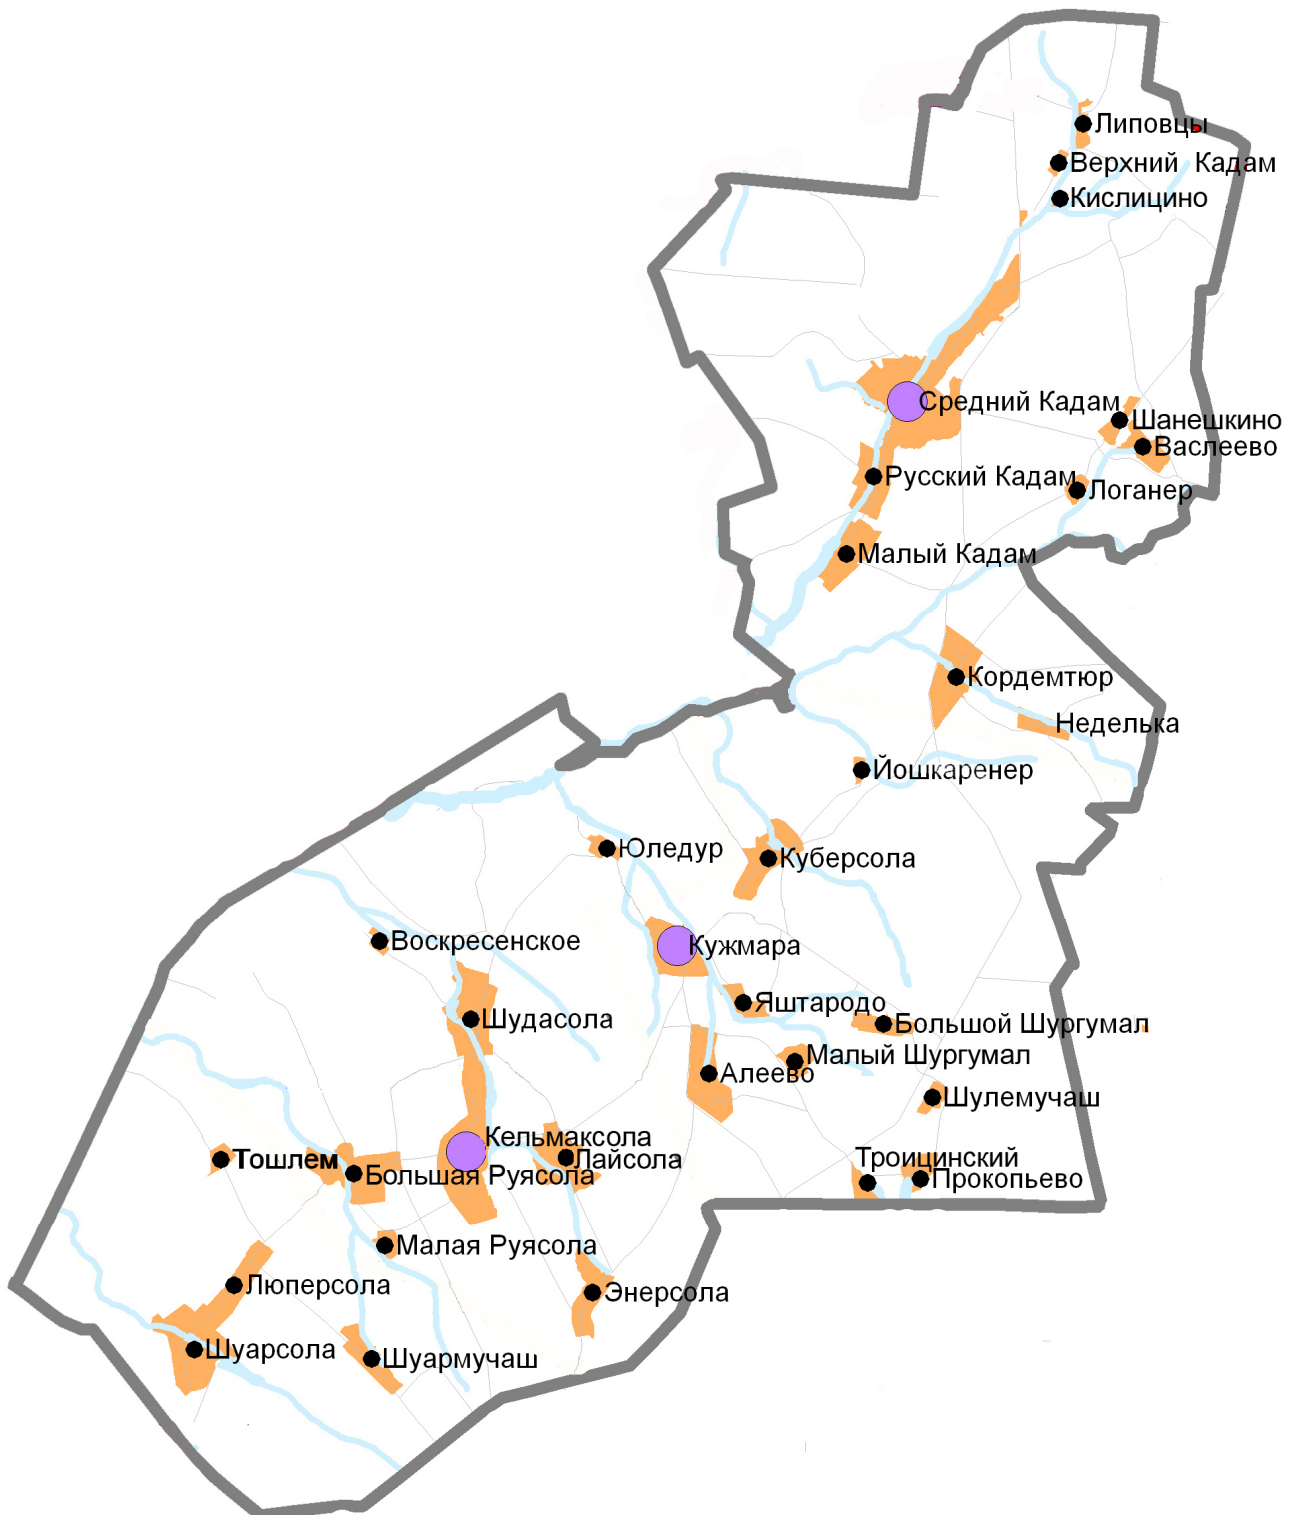 Липовцы
Верхний Кадам
Кислицино
Средний Кадам
Шанешкино
Васлеево
Русский Кадам
Логанер
Малый Кадам
Кордемтюр
Неделька
Йошкаренер
Юледур
Куберсола
Воскресенское
Кужмара
Яштародо
Шудасола
Большой Шургумал
Малый Шургумал
Алеево
Шулемучаш
Кельмаксола
Лайсола
Тошлем
Большая Руясола
Троицинский
Прокопьево
Малая Руясола
Люперсола
Энерсола
Шуарсола
Шуармучаш